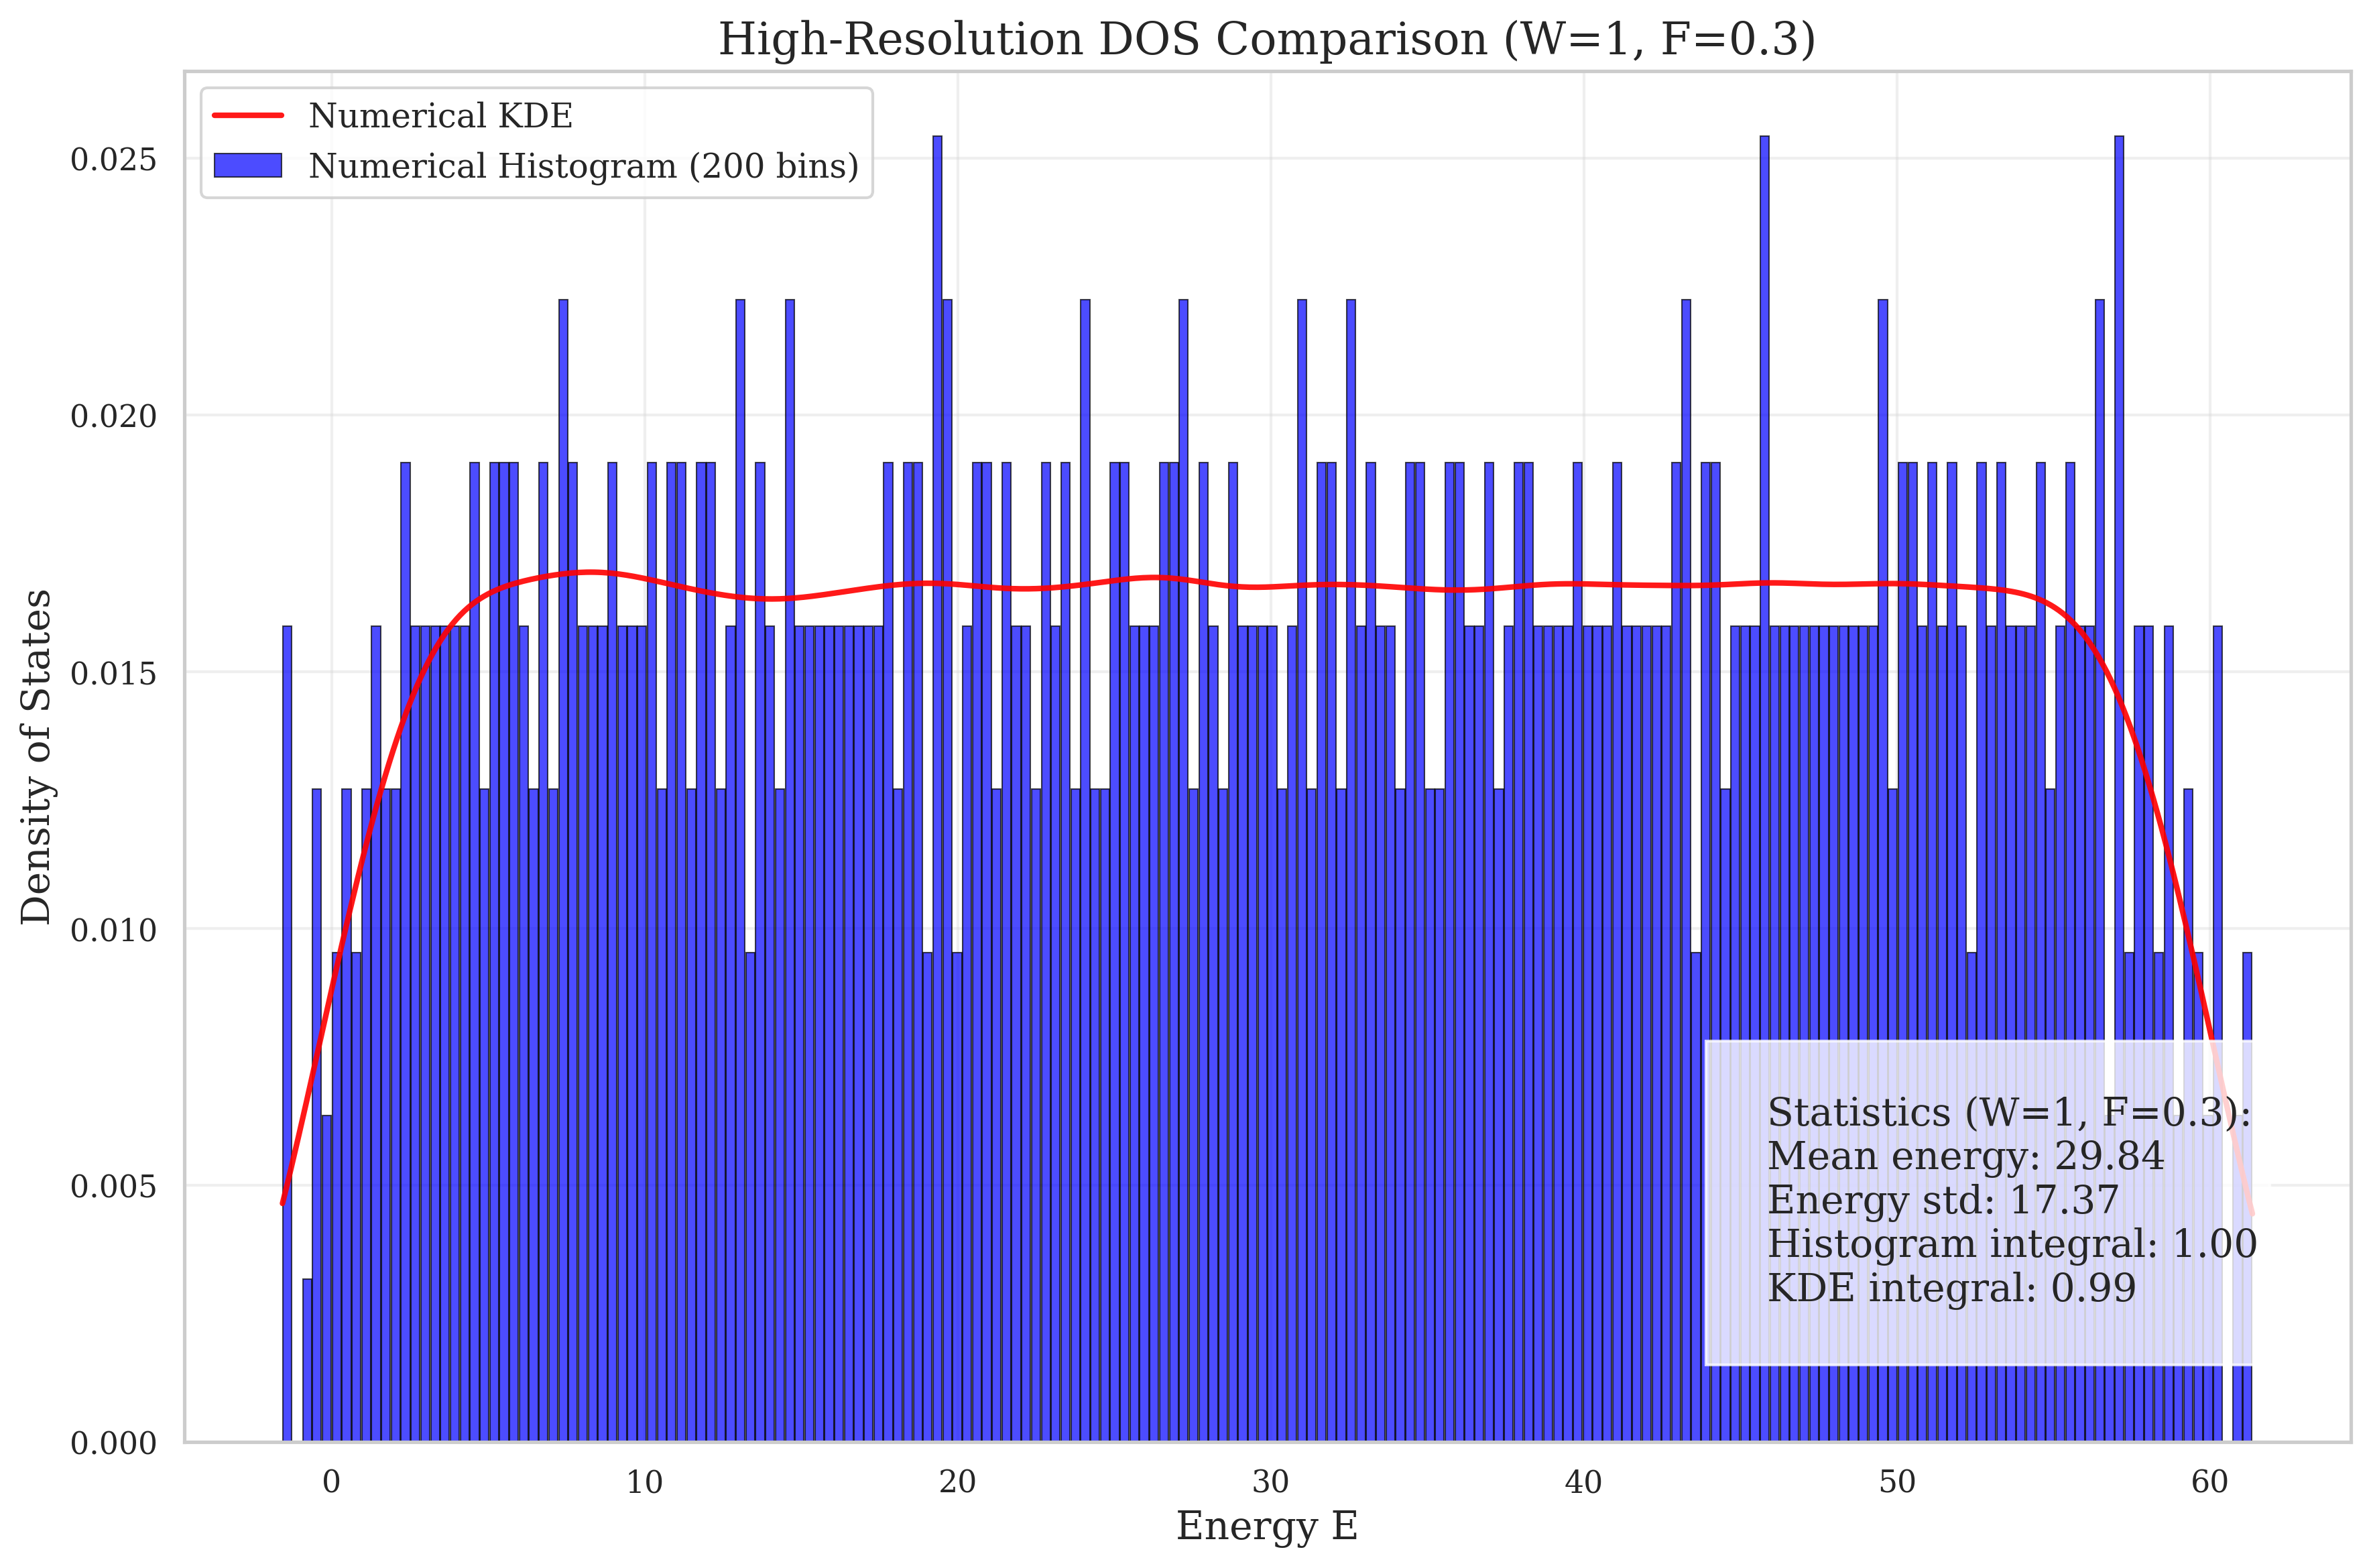 High-Resolution DOS Comparison (W=1, F=0.3)
Numerical KDE
Numerical Histogram (200 bins)
Density of States
0.025
0.020
0.015
0.010
0.005
0.000
Statistics (W=1, F=0.3):
Mean energy: 29.84
Energy std: 17.37
Histogram integral: 1.00
KDE integral: 0.99
0 10 20 30 40 50 60
Energy E